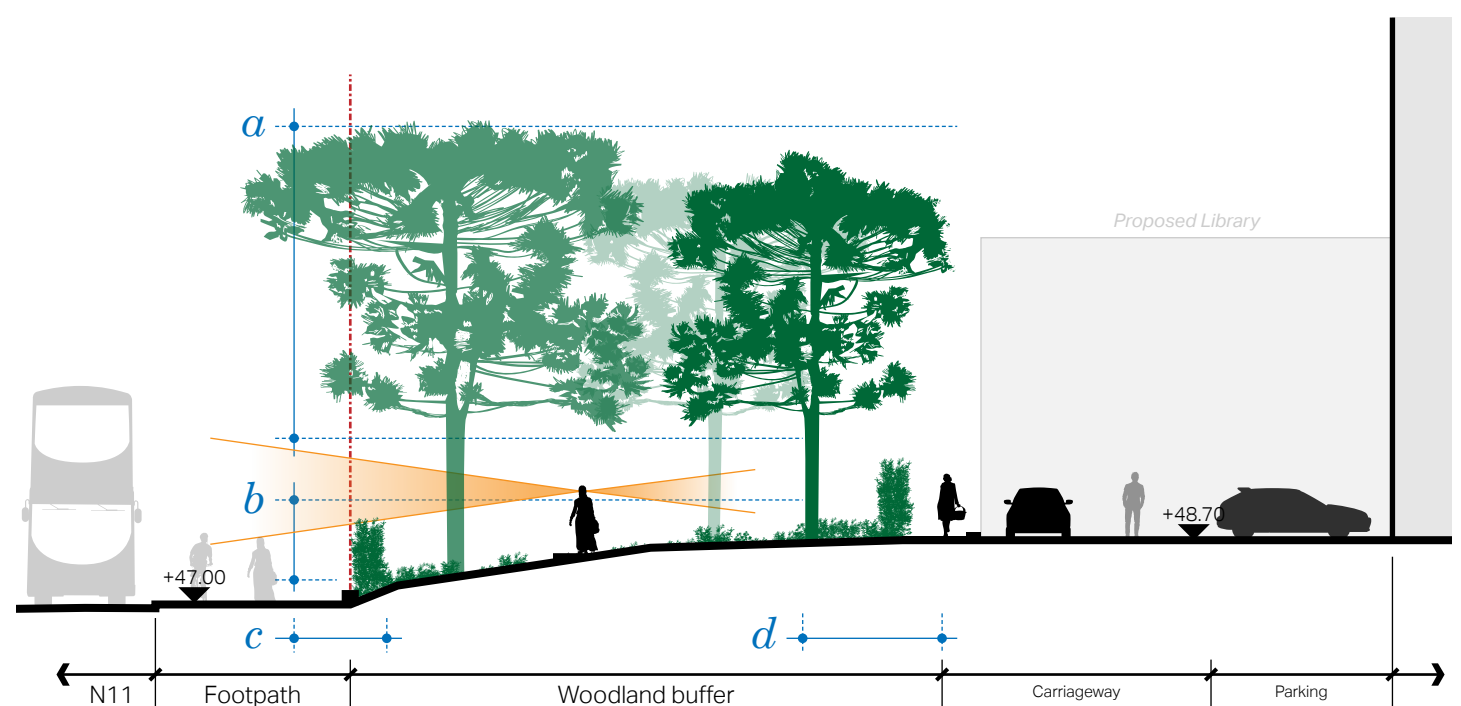 a
Proposed Library
b
+48.70
+47.00
c
d
N11
Footpath
Woodland buffer
Carriageway
Parking